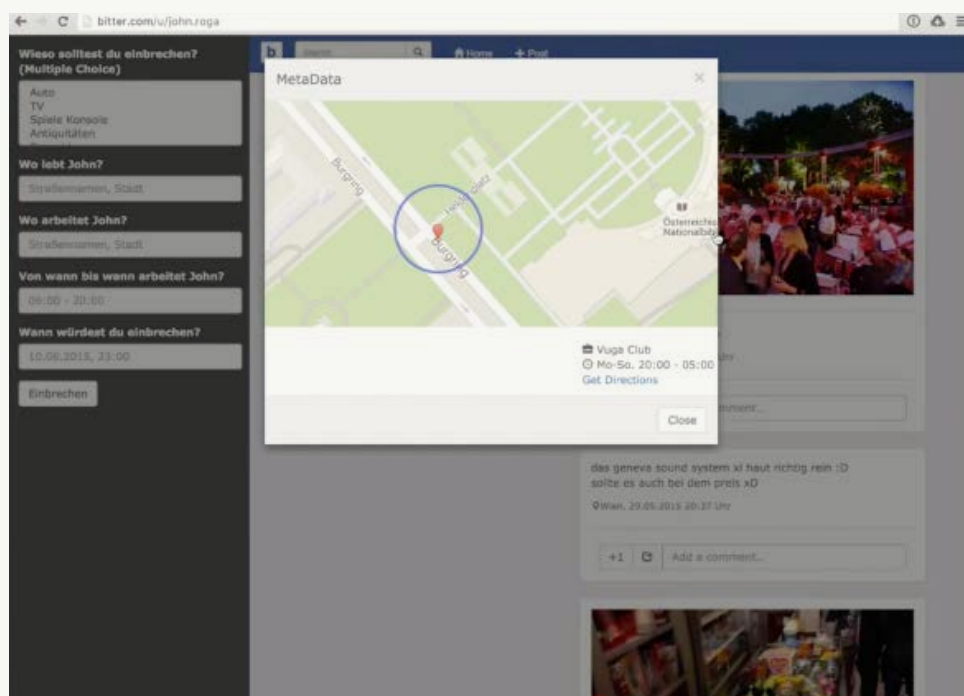 bitter.com/u/john.roga
Wieso solltest du einbrechen?
(Multiple Choice)
Auto
TV
Spiele Konsole
Antiquitäten
Wo lebt John?
Straßennamen, Stadt
Wo arbeitet John?
Straßennamen, Stadt
Von wann bis wann arbeitet John?
06:00 - 20:00
Wann würdest du einbrechen?
10.06.2015, 23:00
Einbrechen
b
Search
Home
+ Post
MetaData
×
Burgring
Heldenplatz
Burgring
Österreichis
Vuga Club
Mo-So. 20:00 - 05:00
Get Directions
Close
Uhr
mment...
das geneva sound system xl haut richtig rein :D
sollte es auch bei dem preis xD
Wien, 29.05.2015 20:37 Uhr
+1
Add a comment...